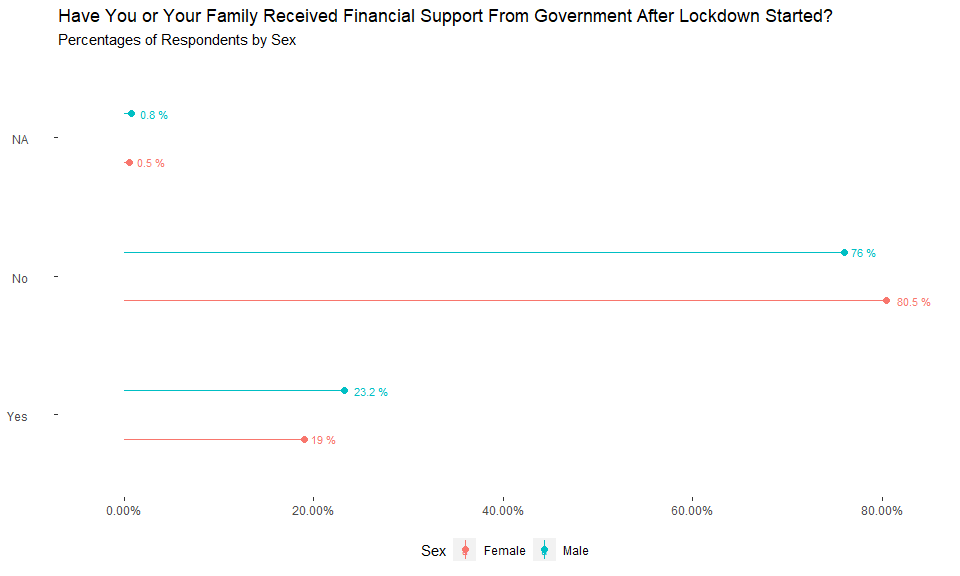 Have You or Your Family Received Financial Support From Government After Lockdown Started?
Percentages of Respondents by Sex
0.8 %
NA
0.5 %
76 %
No
80.5 %
23.2 %
Yes
19 %
0.00% 20.00% 40.00% 60.00% 80.00%
Sex Female Male